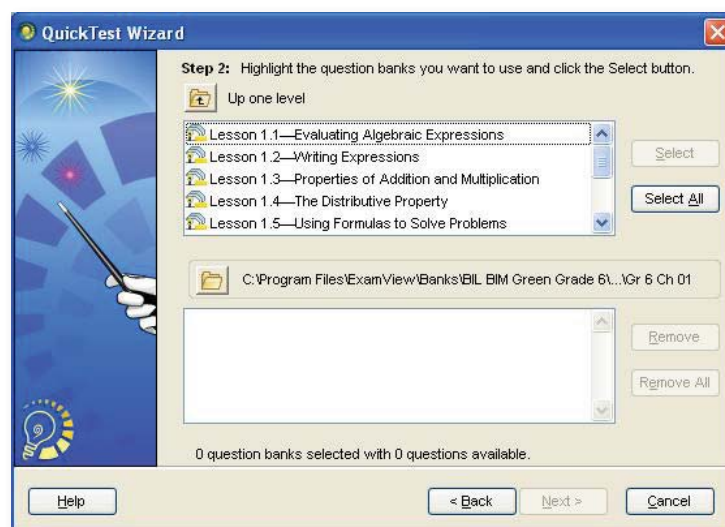 QuickTest Wizard
Step 2: Highlight the question banks you want to use and click the Select button.
Up one level
Lesson 1.1—Evaluating Algebraic Expressions
Lesson 1.2—Writing Expressions
Lesson 1.3—Properties of Addition and Multiplication
Lesson 1.4—The Distributive Property
Lesson 1.5—Using Formulas to Solve Problems
Select
Select All
C:\Program Files\ExamView\Banks\BIL BIM Green Grade 6\...\Gr 6 Ch 01
Remove
Remove All
0 question banks selected with 0 questions available.
Help
< Back
Next >
Cancel